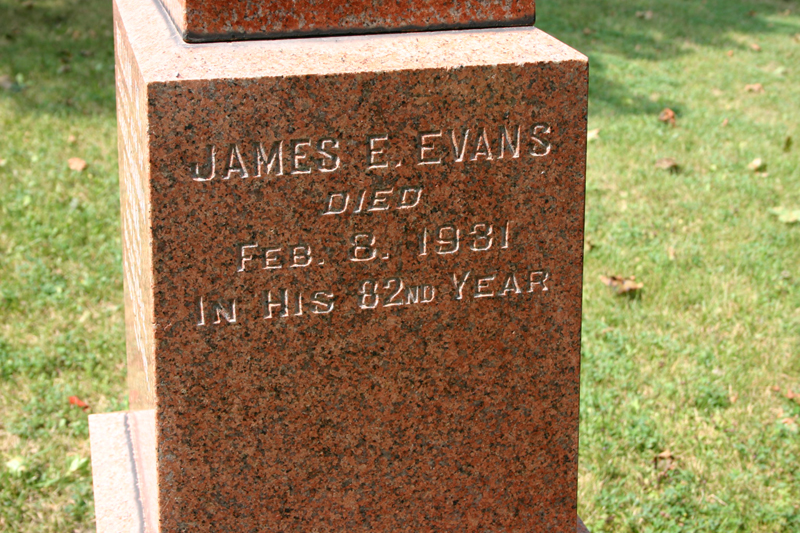 JAMES E. EVANS
DIED
FEB. 8. 1931
IN HIS 82ND YEAR